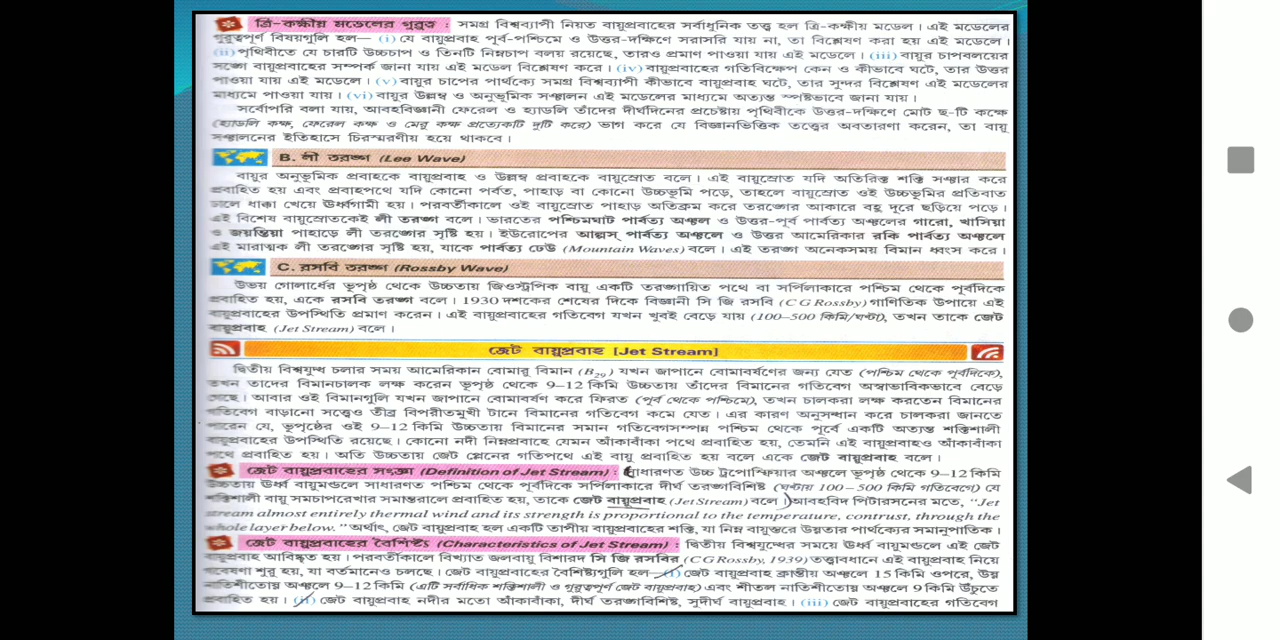 ত্রি-কক্ষীয় মডেলের গুরুত্ব : সমগ্র বিশ্বব্যাপী নিয়ত বায়ুপ্রবাহের সর্বাধুনিক তত্ত্ব হল ত্রি-কক্ষীয় মডেল। এই মডেলের
গুরুত্বপূর্ণ বিষয়গুলি হল— (i) যে বায়ুপ্রবাহ পূর্ব-পশ্চিমে ও উত্তর-দক্ষিণে সরাসরি যায় না, তা বিশ্লেষণ করা হয় এই মডেলে।
(ii) পৃথিবীতে যে চারটি উচ্চচাপ ও তিনটি নিম্নচাপ বলয় রয়েছে, তারও প্রমাণ পাওয়া যায় এই মডেলে। (iii) বায়ুর চাপবলয়ের
সঙ্গে বায়ুপ্রবাহের সম্পর্ক জানা যায় এই মডেল বিশ্লেষণ করে। (iv) বায়ুপ্রবাহের গতিবিক্ষেপ কেন ও কীভাবে ঘটে, তার উত্তর
পাওয়া যায় এই মডেলে। (v) বায়ুর চাপের পার্থক্যে সমগ্র বিশ্বব্যাপী কীভাবে বায়ুপ্রবাহ ঘটে, তার সুন্দর বিশ্লেষণ এই মডেলের
মাধ্যমে পাওয়া যায়। (vi) বায়ুর উল্লম্ব ও অনুভূমিক সঞ্চালন এই মডেলের মাধ্যমে অত্যন্ত স্পষ্টভাবে জানা যায়।
সর্বোপরি বলা যায়, আবহবিজ্ঞানী ফেরেল ও হ্যাডলি তাঁদের দীর্ঘদিনের প্রচেষ্টায় পৃথিবীকে উত্তর-দক্ষিণে মোট ছ-টি কক্ষে
(হ্যাডলি কক্ষ, ফেরেল কক্ষ ও মেরু কক্ষ প্রত্যেকটি দুটি করে) ভাগ করে যে বিজ্ঞানভিত্তিক তত্ত্বের অবতারণা করেন, তা বায়ু
সঞ্চালনের ইতিহাসে চিরস্মরণীয় হয়ে থাকবে।
B. লী তরঙ্গ (Lee Wave)
বায়ুর অনুভূমিক প্রবাহকে বায়ুপ্রবাহ ও উল্লম্ব প্রবাহকে বায়ুস্রোত বলে। এই বায়ুস্রোত যদি অতিরিক্ত শক্তি সঞ্চার করে
প্রবাহিত হয় এবং প্রবাহপথে যদি কোনো পর্বত, পাহাড় বা কোনো উচ্চভূমি পড়ে, তাহলে বায়ুস্রোত ওই উচ্চভূমির প্রতিবাত
ঢালে ধাক্কা খেয়ে ঊর্ধ্বগামী হয়। পরবর্তীকালে ওই বায়ুস্রোত পাহাড় অতিক্রম করে তরঙ্গের আকারে বহু দূরে ছড়িয়ে পড়ে।
এই বিশেষ বায়ুস্রোতকেই লী তরঙ্গ বলে। ভারতের পশ্চিমঘাট পার্বত্য অঞ্চল ও উত্তর-পূর্ব পার্বত্য অঞ্চলের গারো, খাসিয়া
ও জয়ন্তিয়া পাহাড়ে লী তরঙ্গের সৃষ্টি হয়। ইউরোপের আল্পস্ পার্বত্য অঞ্চলে ও উত্তর আমেরিকার রকি পার্বত্য অঞ্চলে
এই মারাত্মক লী তরঙ্গের সৃষ্টি হয়, যাকে পার্বত্য ঢেউ (Mountain Waves) বলে। এই তরঙ্গ অনেকসময় বিমান ধ্বংস করে।
C. রসবি তরঙ্গ (Rossby Wave)
উভয় গোলার্ধের ভূপৃষ্ঠ থেকে উচ্চতায় জিওস্ট্রপিক বায়ু একটি তরঙ্গায়িত পথে বা সর্পিলাকারে পশ্চিম থেকে পূর্বদিকে
প্রবাহিত হয়, একে রসবি তরঙ্গ বলে। 1930 দশকের শেষের দিকে বিজ্ঞানী সি জি রসবি (C G Rossby) গাণিতিক উপায়ে এই
বায়ুপ্রবাহের উপস্থিতি প্রমাণ করেন। এই বায়ুপ্রবাহের গতিবেগ যখন খুবই বেড়ে যায় (100–500 কিমি/ঘণ্টা), তখন তাকে জেট
বায়ুপ্রবাহ (Jet Stream) বলে।
জেট বায়ুপ্রবাহ [Jet Stream]
দ্বিতীয় বিশ্বযুদ্ধ চলার সময় আমেরিকান বোমারু বিমান (B₂₉) যখন জাপানে বোমাবর্ষণের জন্য যেত (পশ্চিম থেকে পূর্বদিকে),
তখন তাদের বিমানচালক লক্ষ করেন ভূপৃষ্ঠ থেকে 9–12 কিমি উচ্চতায় তাঁদের বিমানের গতিবেগ অস্বাভাবিকভাবে বেড়ে
গেছে। আবার ওই বিমানগুলি যখন জাপানে বোমাবর্ষণ করে ফিরত (পূর্ব থেকে পশ্চিমে), তখন চালকরা লক্ষ করতেন বিমানের
গতিবেগ বাড়ানো সত্ত্বেও তীব্র বিপরীতমুখী টানে বিমানের গতিবেগ কমে যেত। এর কারণ অনুসন্ধান করে চালকরা জানতে
পারেন যে, ভূপৃষ্ঠের ওই 9–12 কিমি উচ্চতায় বিমানের সমান গতিবেগসম্পন্ন পশ্চিম থেকে পূর্বে একটি অত্যন্ত শক্তিশালী
বায়ুপ্রবাহের উপস্থিতি রয়েছে। কোনো নদী নিম্নপ্রবাহে যেমন আঁকাবাঁকা পথে প্রবাহিত হয়, তেমনি এই বায়ুপ্রবাহও আঁকাবাঁকা
পথে প্রবাহিত হয়। অতি উচ্চতায় জেট প্লেনের গতিপথে এই বায়ু প্রবাহিত হয় বলে একে জেট বায়ুপ্রবাহ বলে।
জেট বায়ুপ্রবাহের সংজ্ঞা (Definition of Jet Stream) : সাধারণত উচ্চ ট্রপোস্ফিয়ার অঞ্চলে ভূপৃষ্ঠ থেকে 9–12 কিমি
উচ্চতায় ঊর্ধ্ব বায়ুমণ্ডলে সাধারণত পশ্চিম থেকে পূর্বদিকে সর্পিলাকারে দীর্ঘ তরঙ্গবিশিষ্ট (ঘণ্টায় 100–500 কিমি গতিবেগে) যে
শক্তিশালী বায়ু সমচাপরেখার সমান্তরালে প্রবাহিত হয়, তাকে জেট বায়ুপ্রবাহ (Jet Stream) বলে। আবহবিদ পিটারসনের মতে, "Jet
stream almost entirely thermal wind and its strength is proportional to the temperature, contrast, through the
whole layer below." অর্থাৎ, জেট বায়ুপ্রবাহ হল একটি তাপীয় বায়ুপ্রবাহের শক্তি, যা নিম্ন বায়ুস্তরে উষ্ণতার পার্থক্যের সমানুপাতিক।
জেট বায়ুপ্রবাহের বৈশিষ্ট্য (Characteristics of Jet Stream) : দ্বিতীয় বিশ্বযুদ্ধের সময়ে ঊর্ধ্ব বায়ুমণ্ডলে এই জেট
বায়ুপ্রবাহ আবিষ্কৃত হয়। পরবর্তীকালে বিখ্যাত জলবায়ু বিশারদ সি জি রসবির (C G Rossby, 1939) তত্ত্বাবধানে এই বায়ুপ্রবাহ নিয়ে
গবেষণা শুরু হয়, যা বর্তমানেও চলছে। জেট বায়ুপ্রবাহের বৈশিষ্ট্যগুলি হল— (i) জেট বায়ুপ্রবাহ ক্রান্তীয় অঞ্চলে 15 কিমি ওপরে, উষ্ণ
নাতিশীতোষ্ণ অঞ্চলে 9–12 কিমি (এটি সর্বাধিক শক্তিশালী ও গুরুত্বপূর্ণ জেট বায়ুপ্রবাহ) এবং শীতল নাতিশীতোষ্ণ অঞ্চলে 9 কিমি উঁচুতে
প্রবাহিত হয়। (ii) জেট বায়ুপ্রবাহ নদীর মতো আঁকাবাঁকা, দীর্ঘ তরঙ্গবিশিষ্ট, সুদীর্ঘ বায়ুপ্রবাহ। (iii) জেট বায়ুপ্রবাহের গতিবেগ